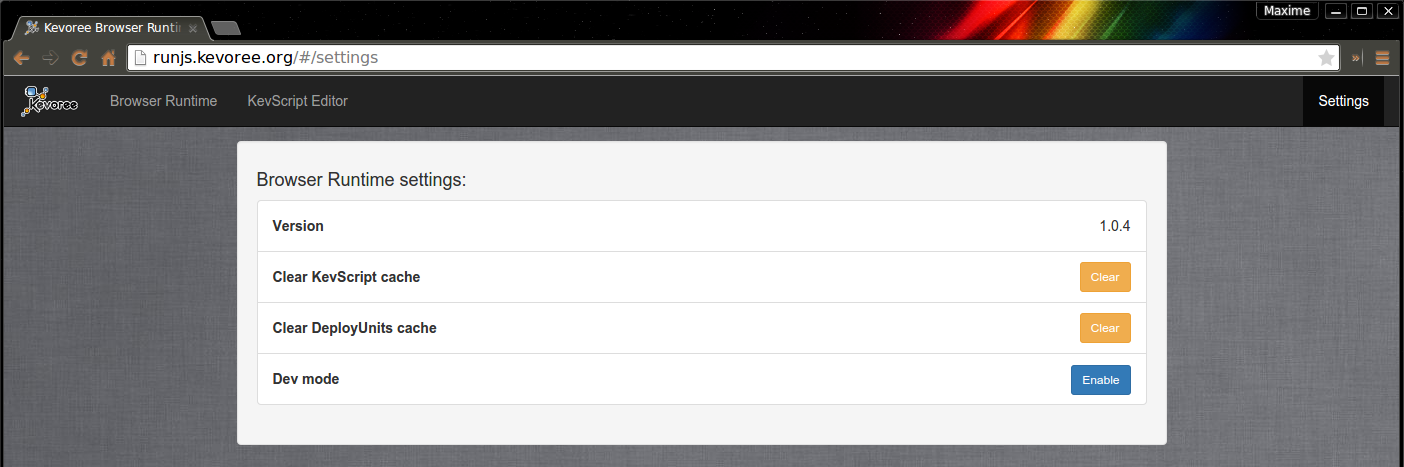 Maxime
Kevoree Browser Runtin
runjs.kevoree.org/#/settings
»
Kevoree
Browser Runtime
KevScript Editor
Settings
Browser Runtime settings:
Version
1.0.4
Clear KevScript cache
Clear
Clear DeployUnits cache
Clear
Dev mode
Enable